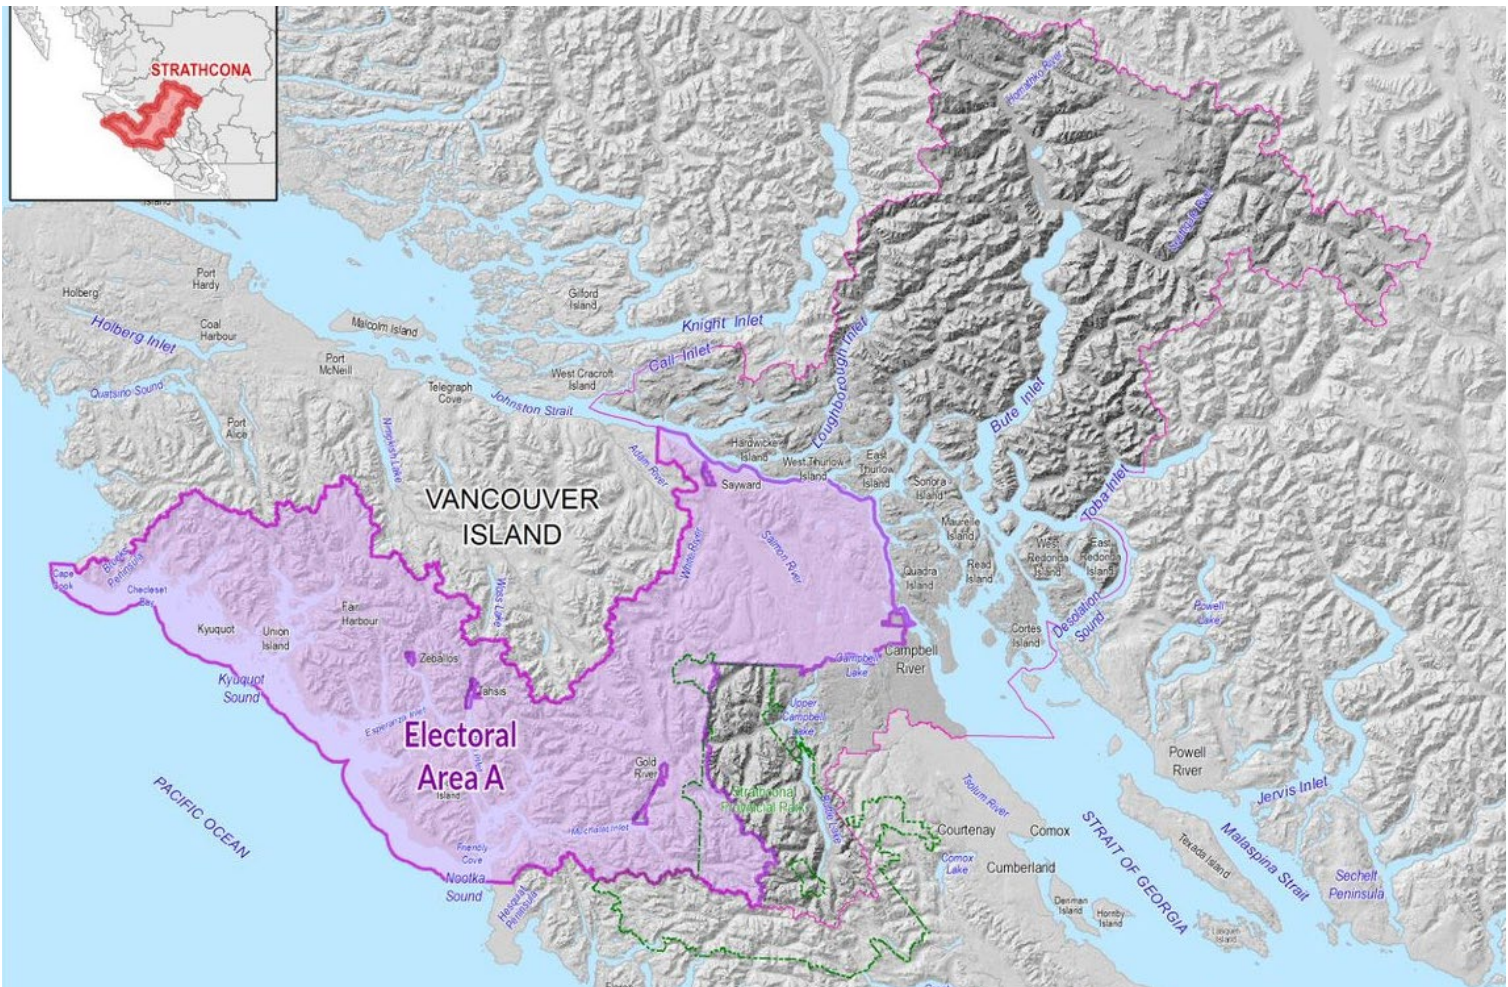 STRATHCONA
Island
Port
Hardy
Holberg
Holberg Inlet
Coal
Harbour
Malcolm Island
Gilford
Island
Knight Inlet
Call Inlet
Port
McNeill
Telegraph
Cove
West Cracroft
Island
Johnston Strait
Quatsino Sound
Port
Alice
Nimpkish Lake
Homathko River
Southgate River
Loughborough Inlet
Bute Inlet
Toba Inlet
Adam River
Hardwicke
Island
West Thurlow
Island
East
Thurlow
Island
Sonora
Island
Maurelle
Island
Sayward
VANCOUVER
ISLAND
White River
Salmon River
Quadra
Island
Read
Island
West
Redonda
Island
East
Redonda
Island
Desolation
Sound
Cortes
Island
Powell
Lake
Cape
Cook
Brooks
Peninsula
Checleset
Bay
Kyuquot
Union
Island
Fair
Harbour
Woss Lake
Zeballos
Tahsis
Kyuquot
Sound
Esperanza Inlet
Inlet
Electoral
Area A
Island
Gold
River
Muchalat Inlet
Friendly
Cove
Nootka
Sound
Hesquiat
Peninsula
PACIFIC OCEAN
Campbell
Lake
Campbell
River
Upper
Campbell
Lake
Strathcona
Provincial Park
Buttle Lake
Tsolum River
Courtenay
Comox
Comox
Lake
Cumberland
Denman
Island
Hornby
Island
STRAIT OF GEORGIA
Powell
River
Texada Island
Malaspina Strait
Jervis Inlet
Sechelt
Peninsula
Lasqueti
Island